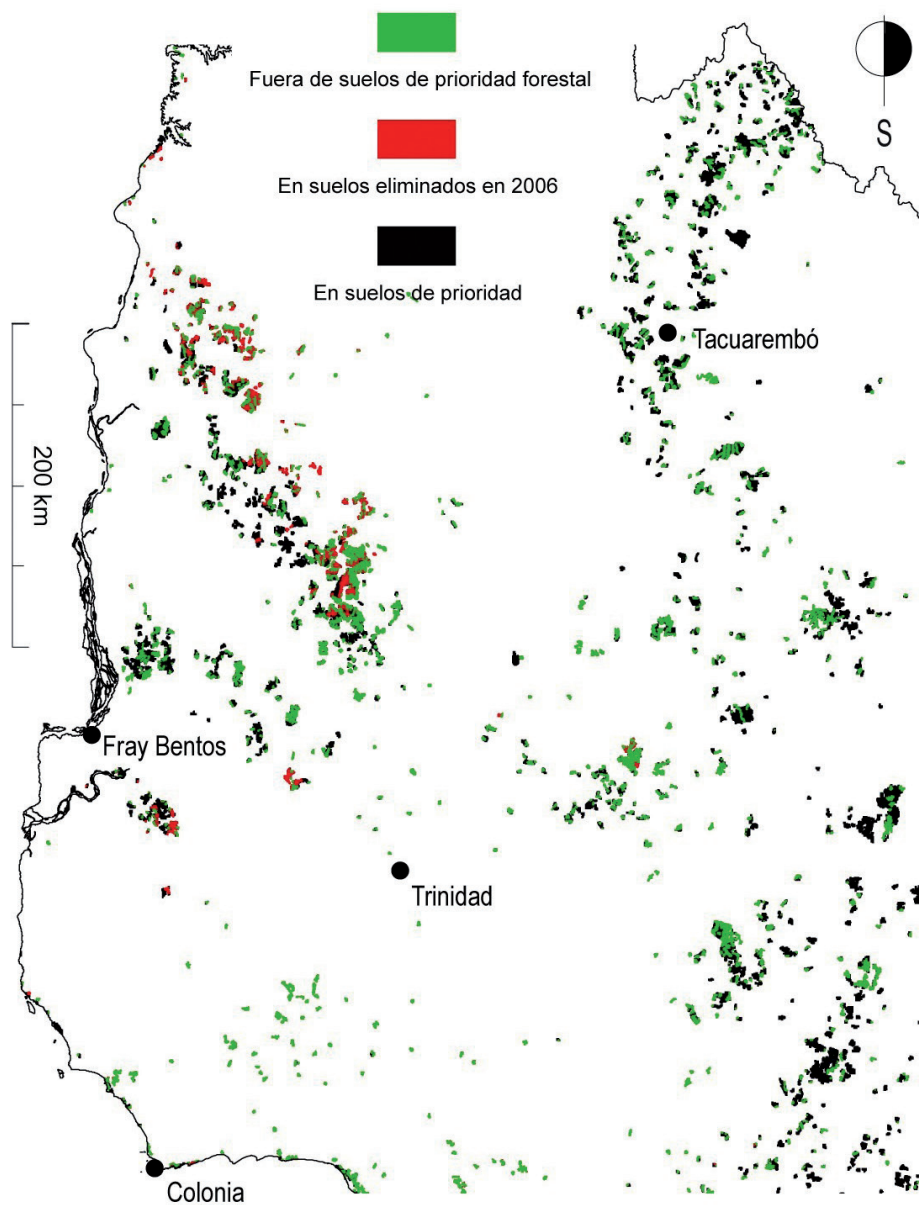 Fuera de suelos de prioridad forestal
S
En suelos eliminados en 2006
En suelos de prioridad
Tacuarembó
200 km
Fray Bentos
Trinidad
Colonia